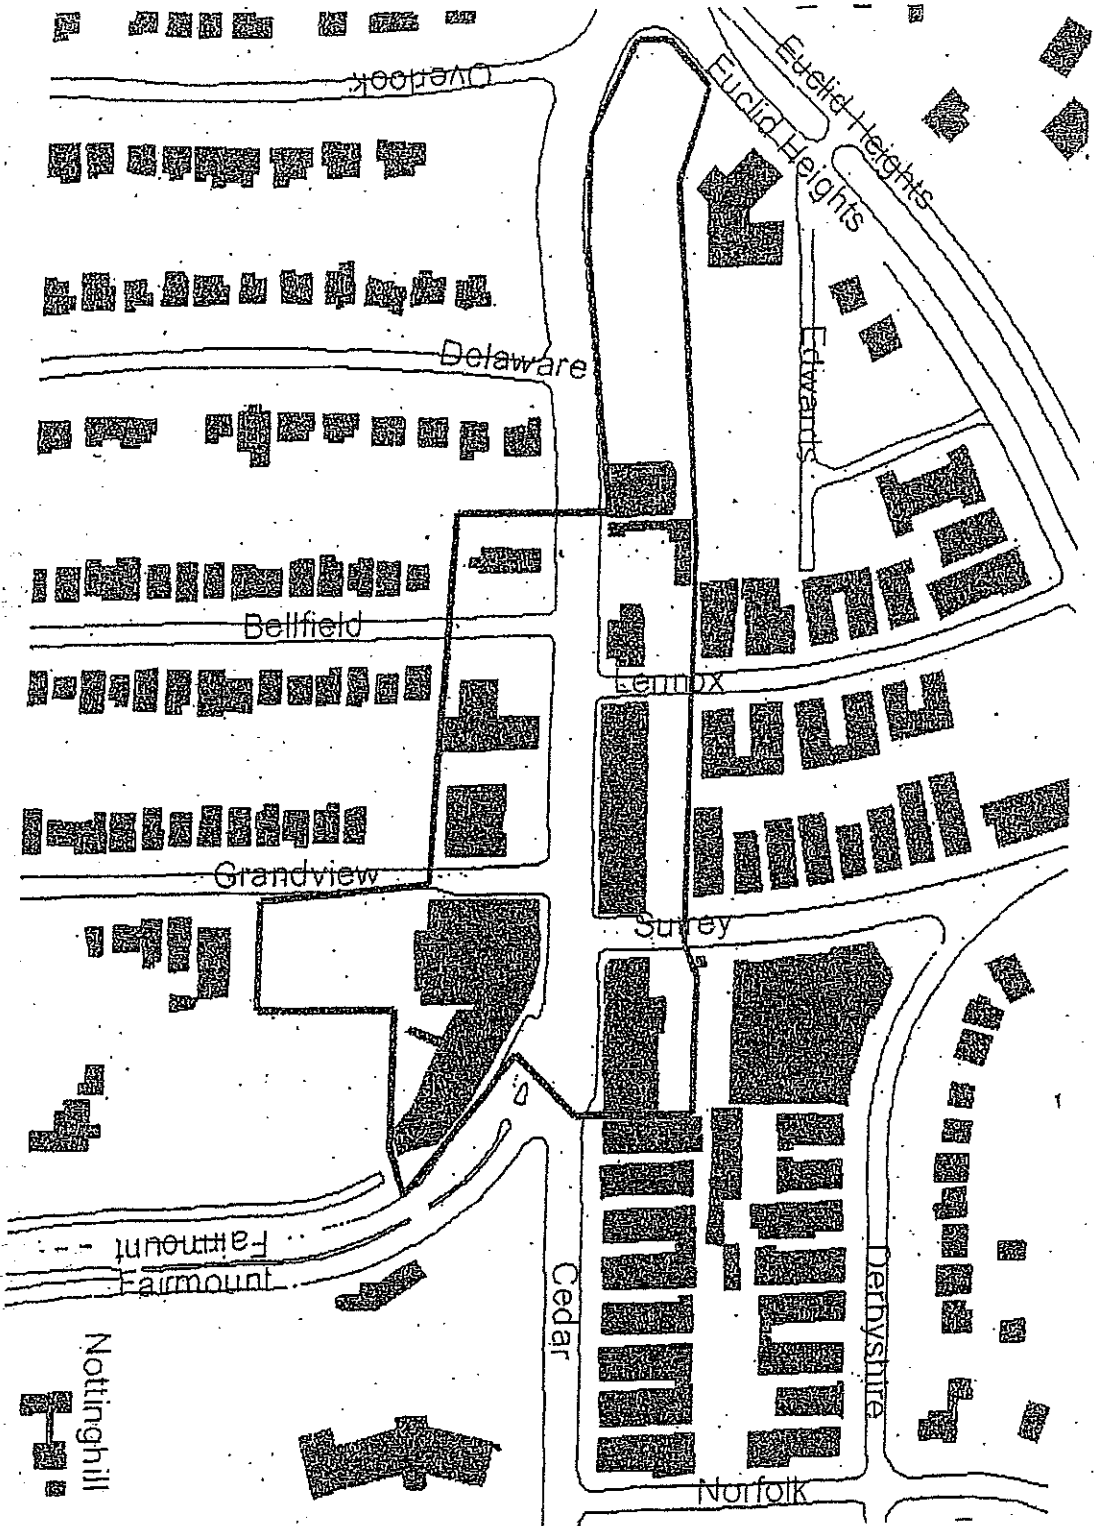 Overlook
Euclid Heights
Euclid Heights
Delaware
Edwards
Bellfield
Lennox
Grandview
Surrey
Fairmount
Fairmount
Cedar
Derbyshire
Nottinghill
Norfolk